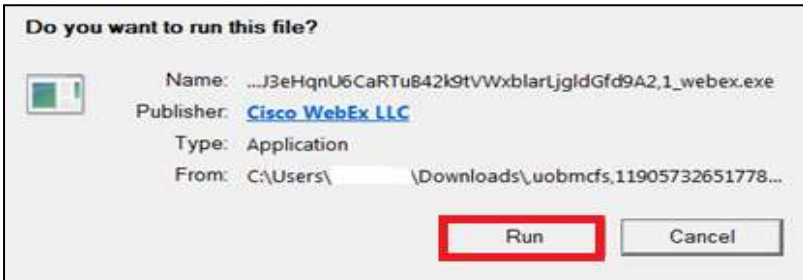 Do you want to run this file?
Name: ...J3eHqnU6CaRTuB42k9tVWxblarLjgldGfd9A2,1_webex.exe
Publisher: Cisco WebEx LLC
Type: Application
From: C:\Users\ \Downloads\,uobmcfs,11905732651778...
Run Cancel